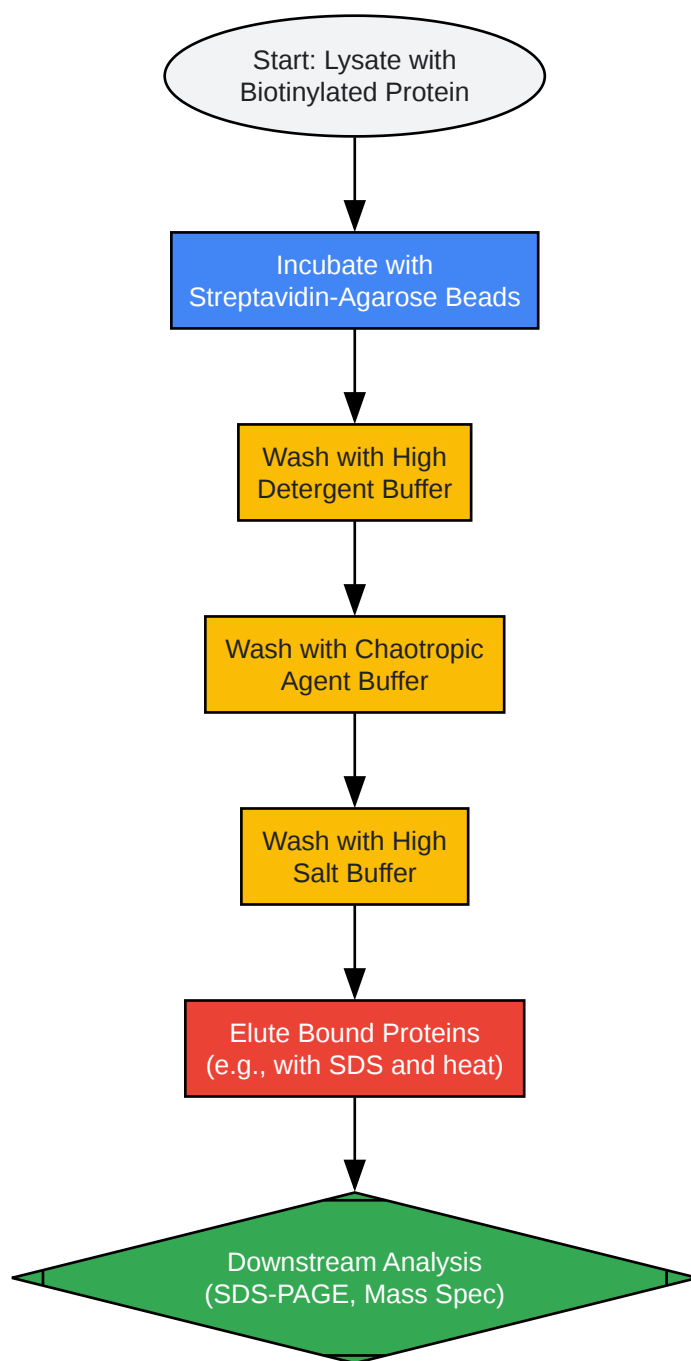 Start: Lysate with
Biotinylated Protein
Incubate with
Streptavidin-Agarose Beads
Wash with High
Detergent Buffer
Wash with Chaotropic
Agent Buffer
Wash with High
Salt Buffer
Elute Bound Proteins
(e.g., with SDS and heat)
Downstream Analysis
(SDS-PAGE, Mass Spec)